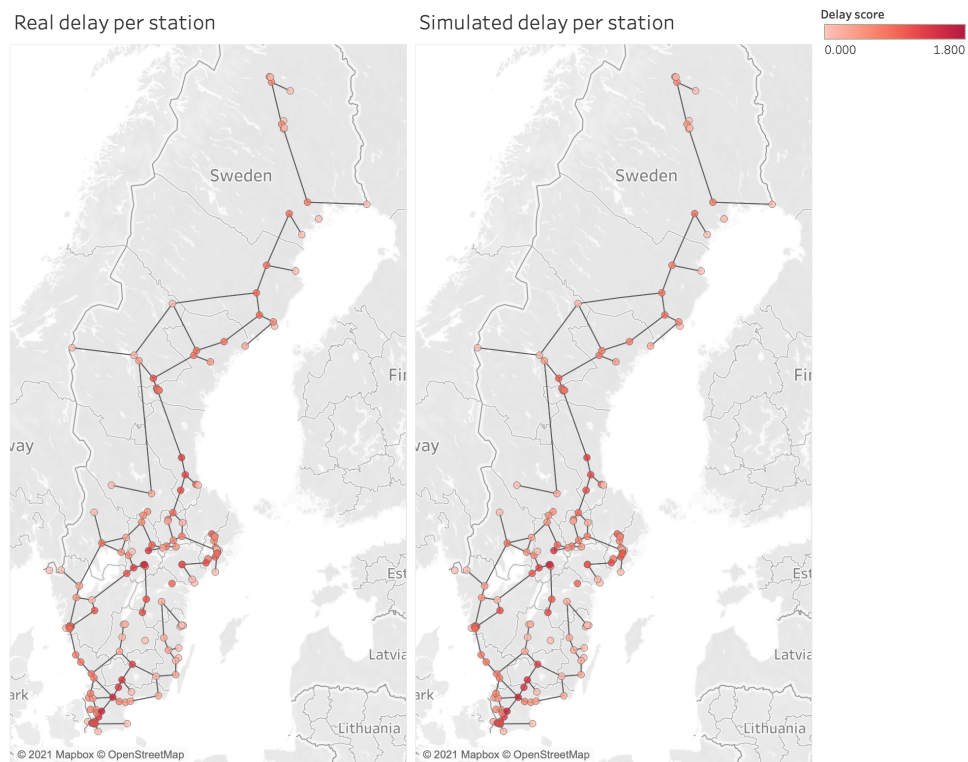 Real delay per station
Simulated delay per station
Delay score
0.000 1.800
Sweden
Sweden
Fir
Fir
way
way
Est
Est
Latvia
Latvia
ark
ark
Lithuania
Lithuania
© 2021 Mapbox © OpenStreetMap
© 2021 Mapbox © OpenStreetMap